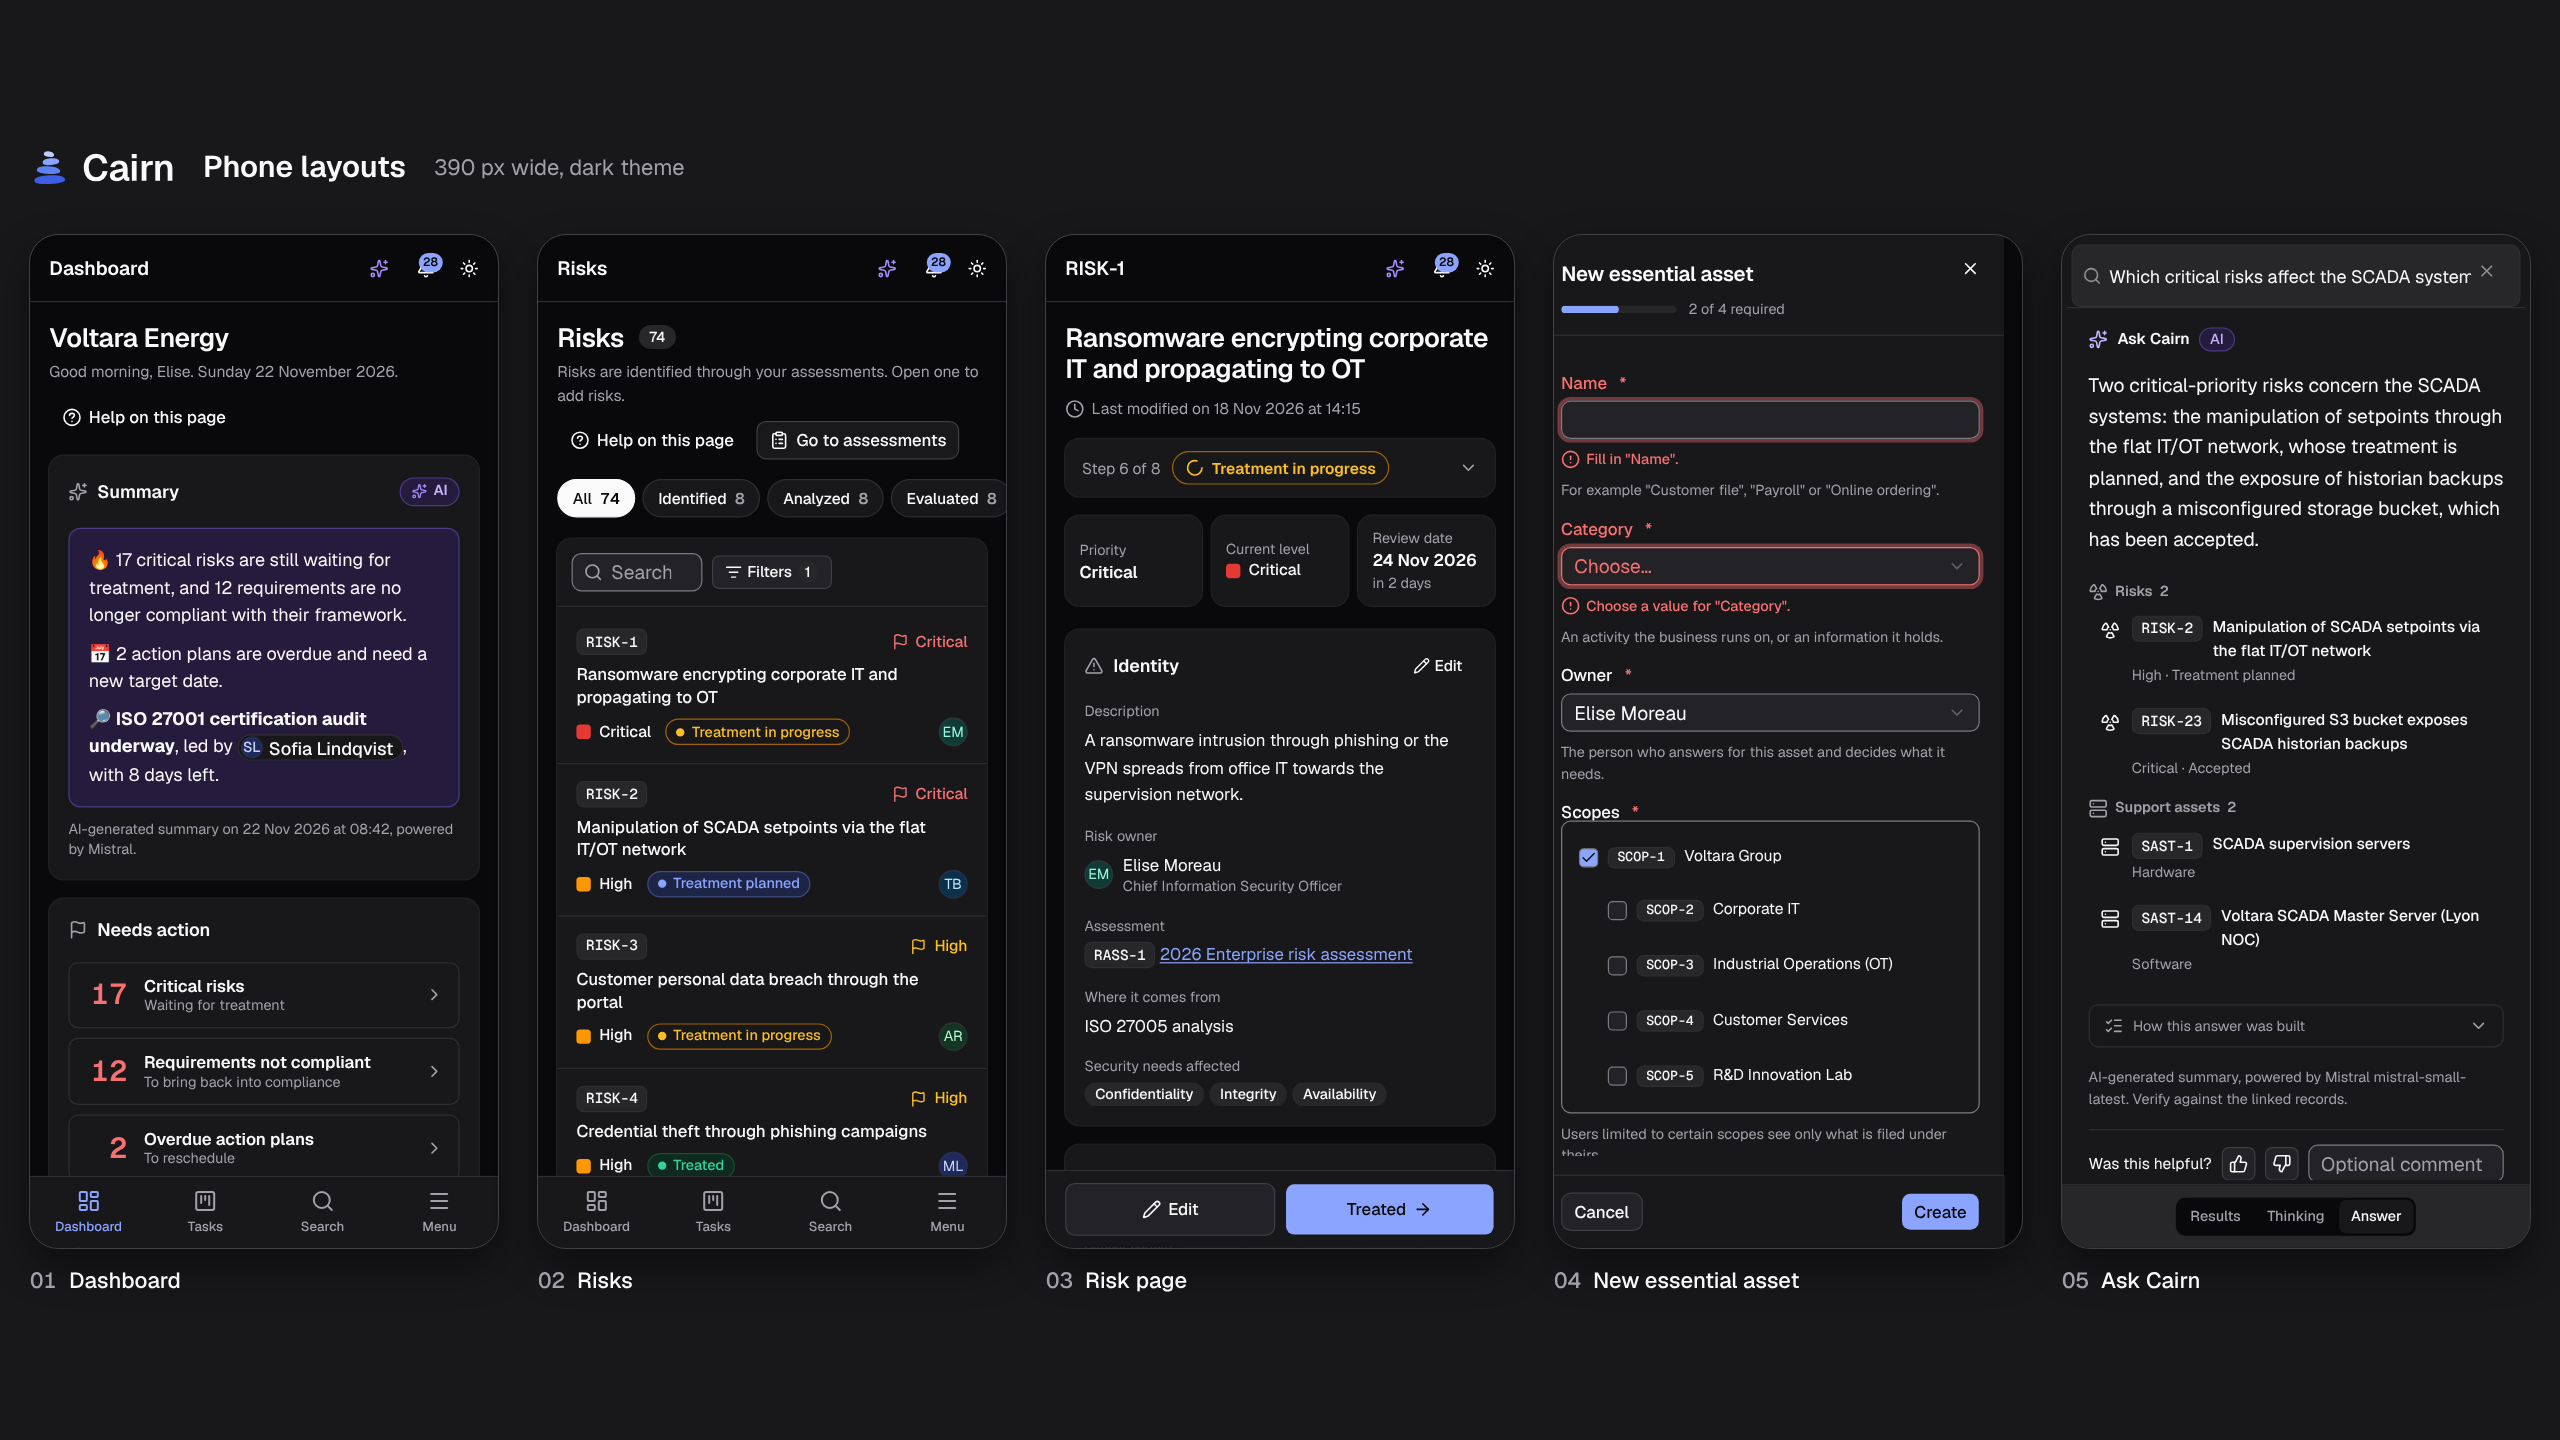 Cairn Phone layouts 390 px wide, dark theme
Dashboard
28
Voltara Energy
Good morning, Elise. Sunday 22 November 2026.
Help on this page
Summary
AI
🔥 17 critical risks are still waiting for
treatment, and 12 requirements are no
longer compliant with their framework.
📅 2 action plans are overdue and need a
new target date.
🔎 ISO 27001 certification audit
underway, led by SL Sofia Lindqvist,
with 8 days left.
AI-generated summary on 22 Nov 2026 at 08:42, powered
by Mistral.
Needs action
17
Critical risks
Waiting for treatment
12
Requirements not compliant
To bring back into compliance
2
Overdue action plans
To reschedule
Dashboard Tasks Search Menu
01 Dashboard
Risks
28
Risks 74
Risks are identified through your assessments. Open one to
add risks.
Help on this page Go to assessments
All 74 Identified 8 Analyzed 8 Evaluated 8
Search Filters 1
RISK-1 Critical
Ransomware encrypting corporate IT and
propagating to OT
Critical Treatment in progress EM
RISK-2 Critical
Manipulation of SCADA setpoints via the flat
IT/OT network
High Treatment planned TB
RISK-3 High
Customer personal data breach through the
portal
High Treatment in progress AR
RISK-4 High
Credential theft through phishing campaigns
High Treated ML
Dashboard Tasks Search Menu
02 Risks
RISK-1
28
Ransomware encrypting corporate
IT and propagating to OT
Last modified on 18 Nov 2026 at 14:15
Step 6 of 8 Treatment in progress
Priority
Critical
Current level
Critical
Review date
24 Nov 2026
in 2 days
Identity Edit
Description
A ransomware intrusion through phishing or the
VPN spreads from office IT towards the
supervision network.
Risk owner
EM
Elise Moreau
Chief Information Security Officer
Assessment
RASS-1 2026 Enterprise risk assessment
Where it comes from
ISO 27005 analysis
Security needs affected
Confidentiality Integrity Availability
Edit Treated
03 Risk page
New essential asset
2 of 4 required
Name *
Fill in "Name".
For example "Customer file", "Payroll" or "Online ordering".
Category *
Choose...
Choose a value for "Category".
An activity the business runs on, or an information it holds.
Owner *
Elise Moreau
The person who answers for this asset and decides what it
needs.
Scopes *
SCOP-1 Voltara Group
SCOP-2 Corporate IT
SCOP-3 Industrial Operations (OT)
SCOP-4 Customer Services
SCOP-5 R&D Innovation Lab
Users limited to certain scopes see only what is filed under
theirs.
Cancel Create
04 New essential asset
Which critical risks affect the SCADA system
Ask Cairn AI
Two critical-priority risks concern the SCADA
systems: the manipulation of setpoints through
the flat IT/OT network, whose treatment is
planned, and the exposure of historian backups
through a misconfigured storage bucket, which
has been accepted.
Risks 2
RISK-2 Manipulation of SCADA setpoints via
the flat IT/OT network
High · Treatment planned
RISK-23 Misconfigured S3 bucket exposes
SCADA historian backups
Critical · Accepted
Support assets 2
SAST-1 SCADA supervision servers
Hardware
SAST-14 Voltara SCADA Master Server (Lyon
NOC)
Software
How this answer was built
AI-generated summary, powered by Mistral mistral-small-
latest. Verify against the linked records.
Was this helpful? Optional comment
Results Thinking Answer
05 Ask Cairn